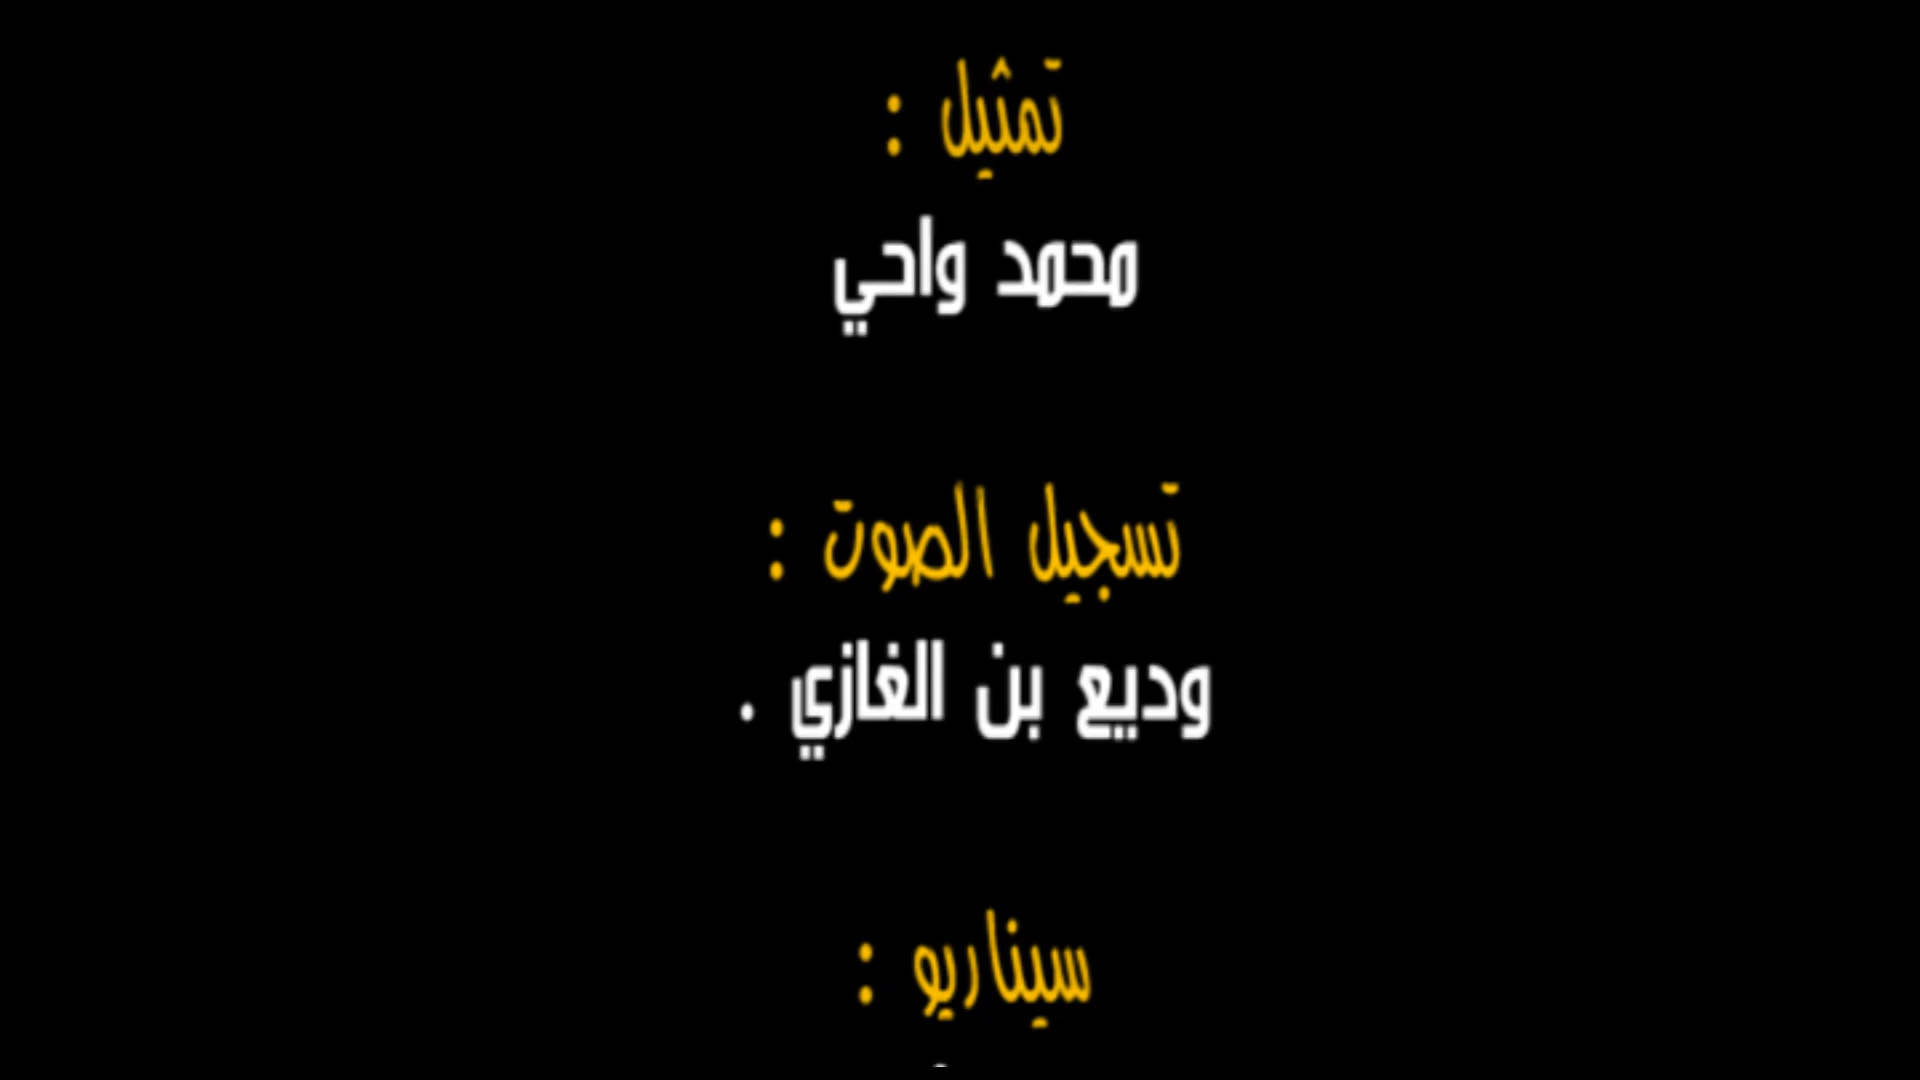 تمثيل :
محمد واحي
تسجيل الصوت :
وديع بن الغازي .
سيناريو :